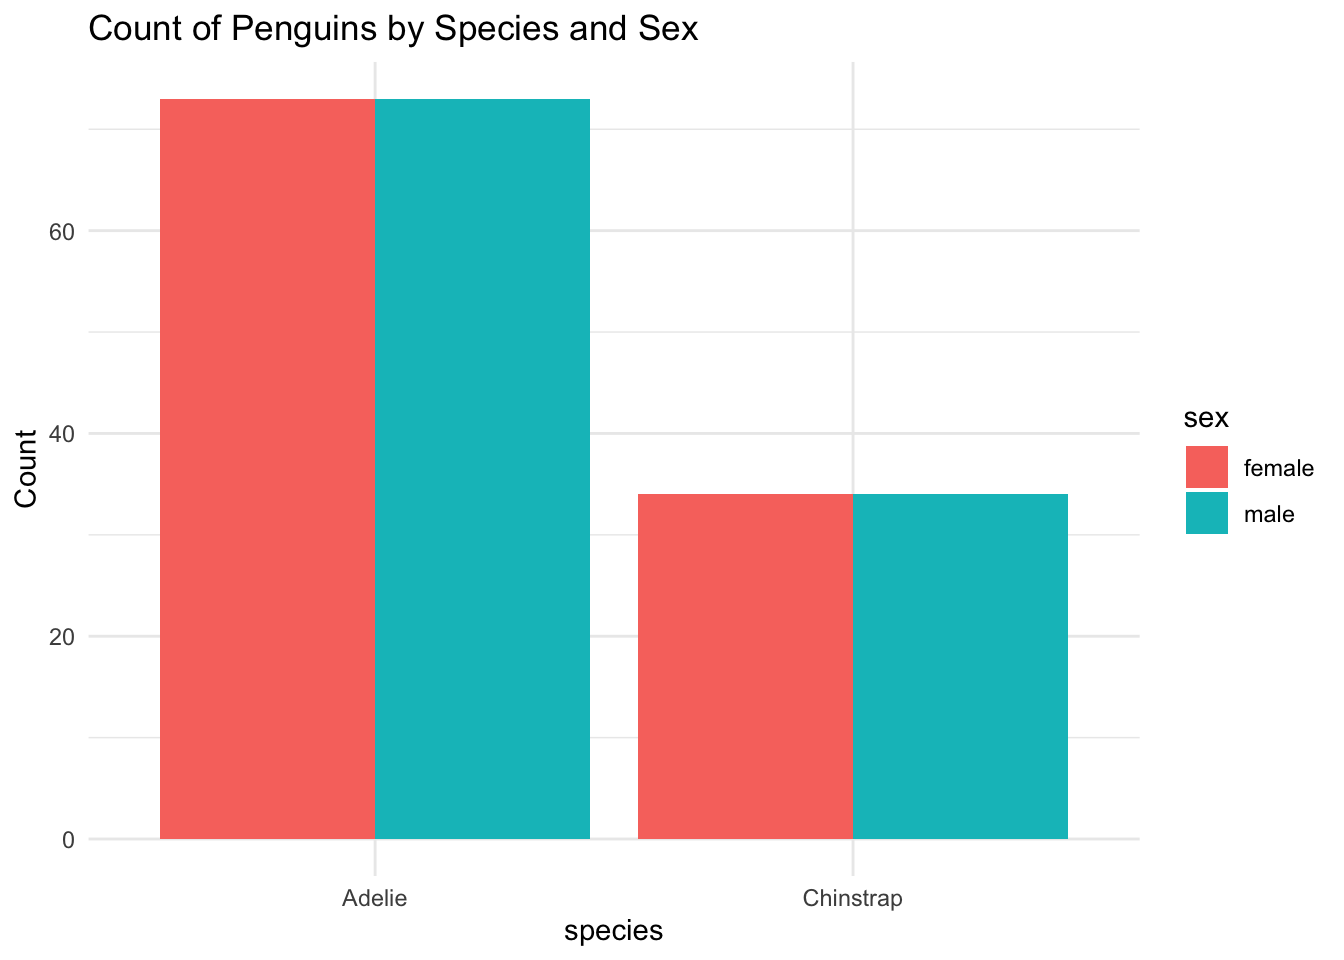 Count of Penguins by Species and Sex
Count
60
40
20
0
Adelie
Chinstrap
species
sex
female
male